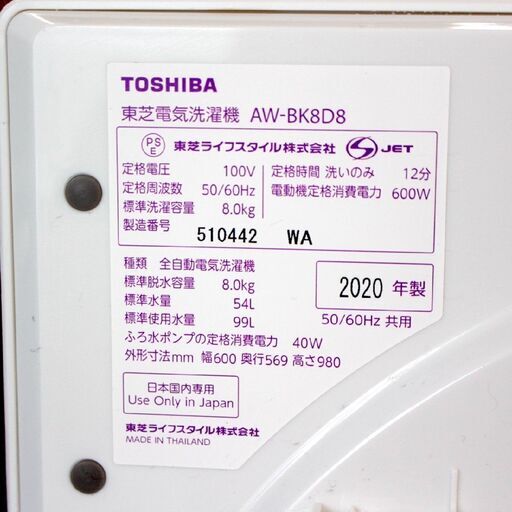 TOSHIBA
東芝電気洗濯機 AW-BK8D8
PS E 東芝ライフスタイル株式会社 S JET
定格電圧 100V 定格時間 洗いのみ 12分
定格周波数 50/60Hz 電動機定格消費電力 600W
標準洗濯容量 8.0kg
製造番号 510442 WA
種類 全自動電気洗濯機
標準脱水容量 8.0kg 2020 年製
標準水量 54L
標準使用水量 99L 50/60Hz 共用
ふろ水ポンプの定格消費電力 40W
外形寸法mm 幅600 奥行569 高さ980
日本国内専用
Use Only in Japan
東芝ライフスタイル株式会社
MADE IN THAILAND